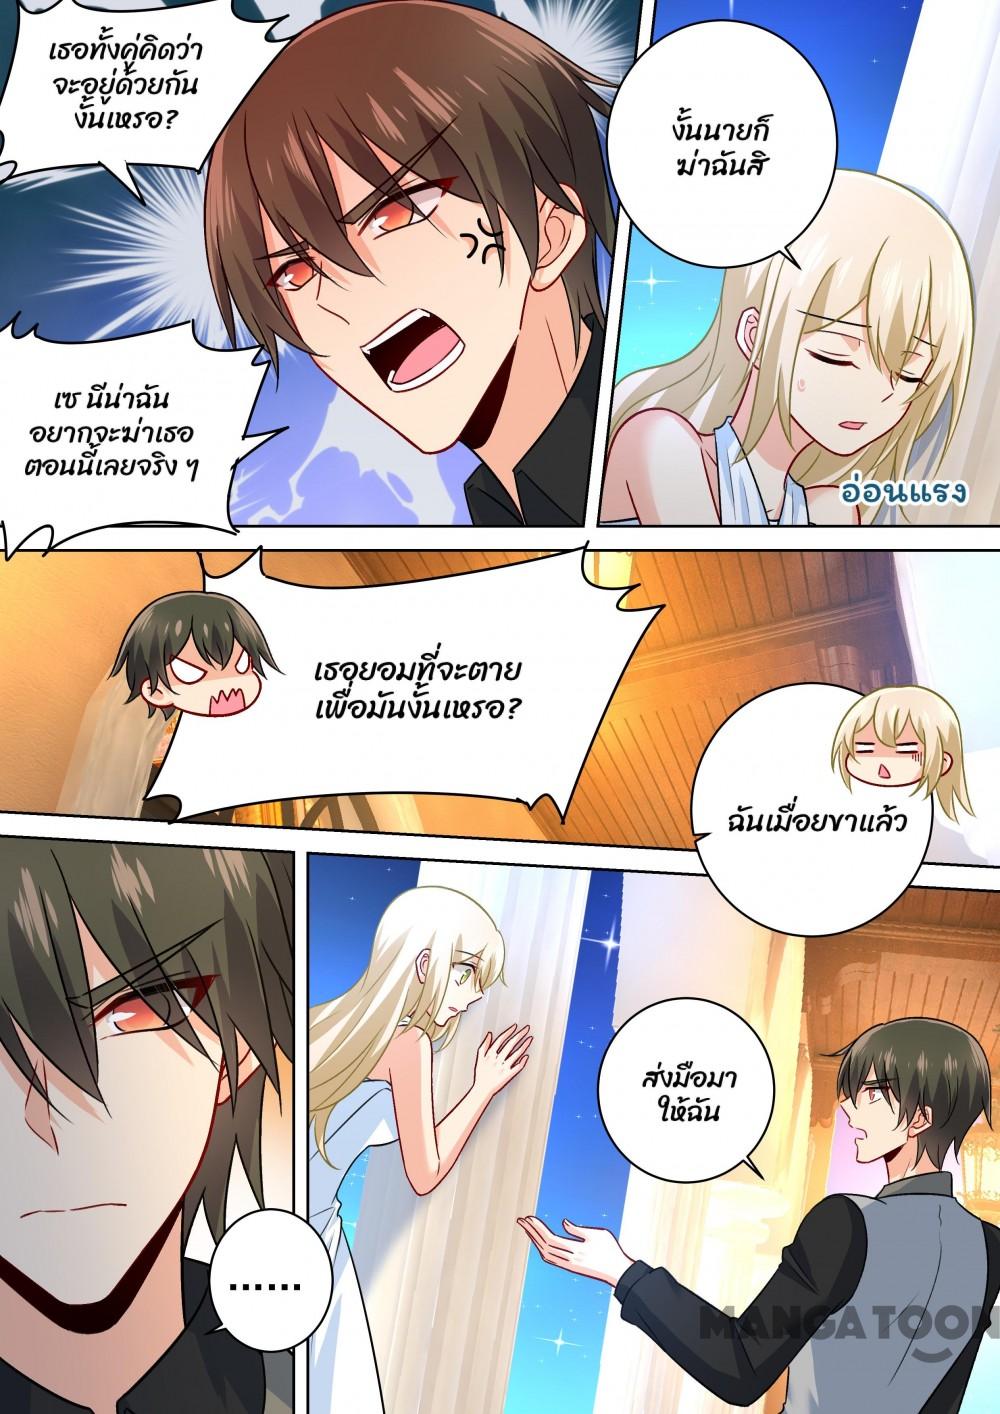 เธอทั้งคู่คิดว่า
จะอยู่ด้วยกัน
งั้นเหรอ?
งั้นนายก็
ฆ่าฉันสิ
เซ นีน่าฉัน
อยากจะฆ่าเธอ
ตอนนี้เลยจริง ๆ
อ่อนแรง
เธอยอมที่จะตาย
เพื่อมันงั้นเหรอ?
ฉันเมื่อยขาแล้ว
ส่งมือมา
ให้ฉัน
......
MANGATOON